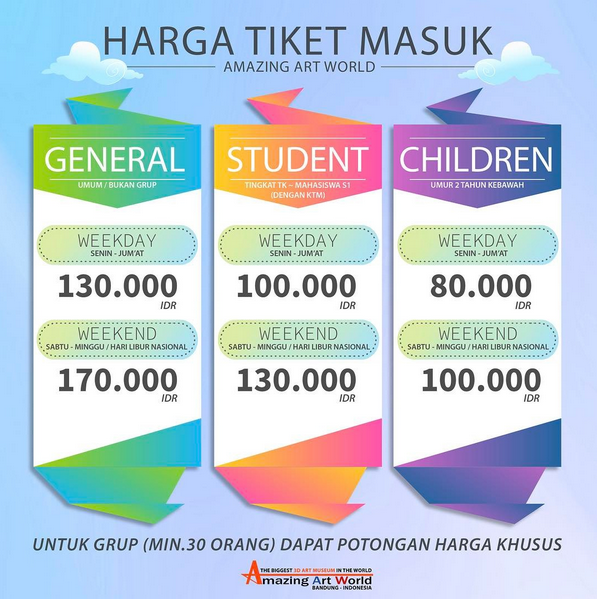 HARGA TIKET MASUK
AMAZING ART WORLD
GENERAL
UMUM / BUKAN GRUP
WEEKDAY
SENIN - JUM'AT
130.000
IDR
WEEKEND
SABTU - MINGGU / HARI LIBUR NASIONAL
170.000
IDR
STUDENT
TINGKAT TK – MAHASISWA S1
(DENGAN KTM)
WEEKDAY
SENIN - JUM'AT
100.000
IDR
WEEKEND
SABTU - MINGGU / HARI LIBUR NASIONAL
130.000
IDR
CHILDREN
UMUR 2 TAHUN KEBAWAH
WEEKDAY
SENIN - JUM'AT
80.000
IDR
WEEKEND
SABTU - MINGGU / HARI LIBUR NASIONAL
100.000
IDR
UNTUK GRUP (MIN.30 ORANG) DAPAT POTONGAN HARGA KHUSUS
THE BIGGEST 3D ART MUSEUM IN THE WORLD
Amazing Art World
BANDUNG - INDONESIA